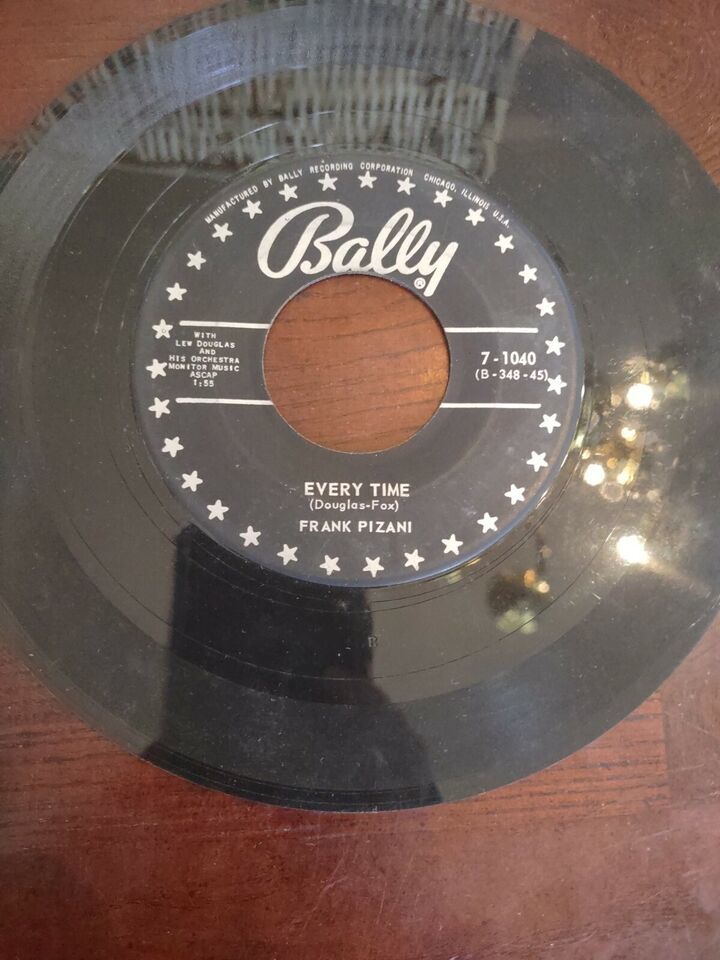 MANUFACTURED BY BALLY RECORDING CORPORATION CHICAGO, ILLINOIS U.S.A.
Bally®
WITH
LEW DOUGLAS
AND
HIS ORCHESTRA
MONITOR MUSIC
ASCAP
1:55
7-1040
(B-348-45)
EVERY TIME
(Douglas-Fox)
FRANK PIZANI
R